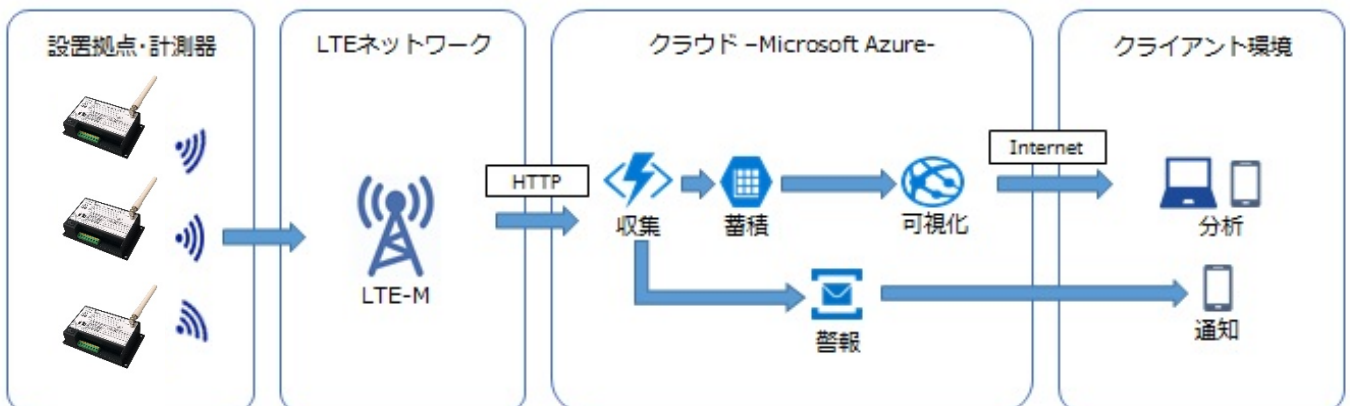 設置拠点・計測器
LTEネットワーク
クラウド –Microsoft Azure-
クライアント環境
HTTP
Internet
収集
蓄積
可視化
分析
LTE-M
警報
通知